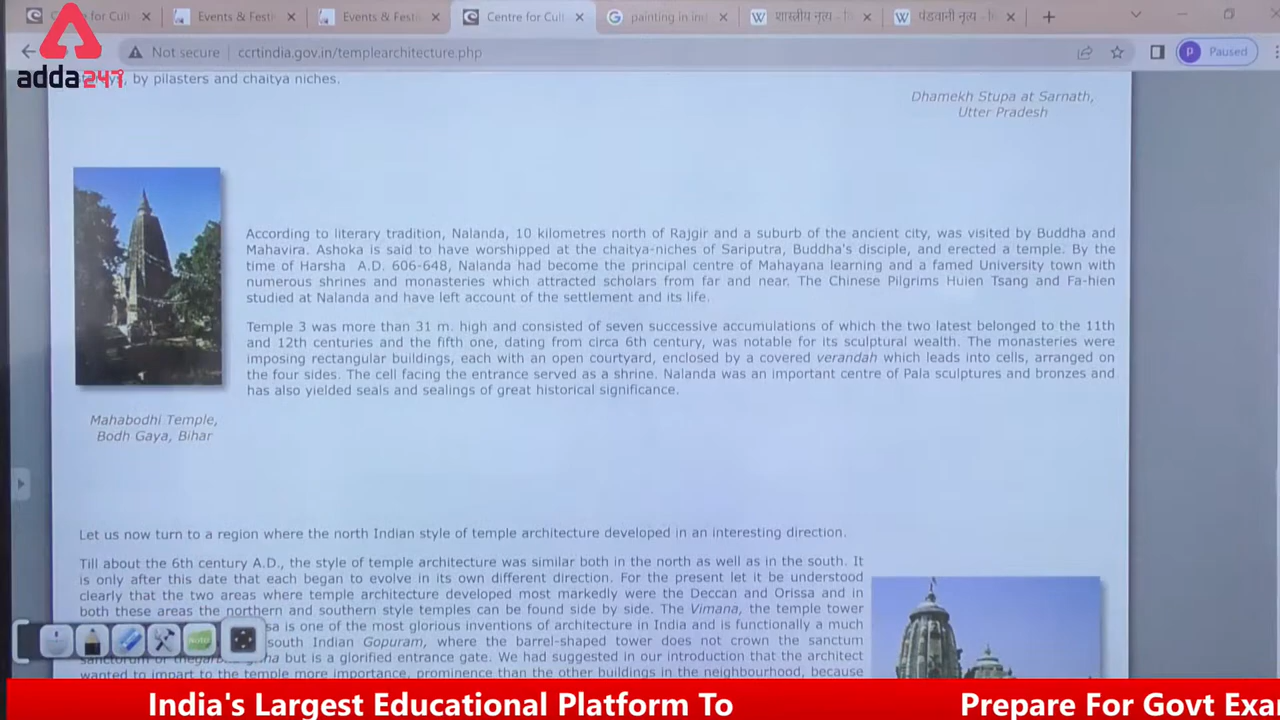 Centre for Cult
Events & Festi
Events & Festi
Centre for Cult
painting in ins
शास्त्रीय नृत्य -
पंडवानी नृत्य -
Not secure
ccrtindia.gov.in/templearchitecture.php
Paused
adda247
by pilasters and chaitya niches.
Dhamekh Stupa at Sarnath,
Utter Pradesh
According to literary tradition, Nalanda, 10 kilometres north of Rajgir and a suburb of the ancient city, was visited by Buddha and
Mahavira. Ashoka is said to have worshipped at the chaitya-niches of Sariputra, Buddha's disciple, and erected a temple. By the
time of Harsha A.D. 606-648, Nalanda had become the principal centre of Mahayana learning and a famed University town with
numerous shrines and monasteries which attracted scholars from far and near. The Chinese Pilgrims Huien Tsang and Fa-hien
studied at Nalanda and have left account of the settlement and its life.
Temple 3 was more than 31 m. high and consisted of seven successive accumulations of which the two latest belonged to the 11th
and 12th centuries and the fifth one, dating from circa 6th century, was notable for its sculptural wealth. The monasteries were
imposing rectangular buildings, each with an open courtyard, enclosed by a covered verandah which leads into cells, arranged on
the four sides. The cell facing the entrance served as a shrine. Nalanda was an important centre of Pala sculptures and bronzes and
has also yielded seals and sealings of great historical significance.
Mahabodhi Temple,
Bodh Gaya, Bihar
Let us now turn to a region where the north Indian style of temple architecture developed in an interesting direction.
Till about the 6th century A.D., the style of temple architecture was similar both in the north as well as in the south. It
is only after this date that each began to evolve in its own different direction. For the present let it be understood
clearly that the two areas where temple architecture developed most markedly were the Deccan and Orissa and in
both these areas the northern and southern style temples can be found side by side. The Vimana, the temple tower
is one of the most glorious inventions of architecture in India and is functionally a much
south Indian Gopuram, where the barrel-shaped tower does not crown the sanctum
but is a glorified entrance gate. We had suggested in our introduction that the architect
wanted to impart to the temple more importance, prominence than the other buildings in the neighbourhood, because
India's Largest Educational Platform To Prepare For Govt Exa